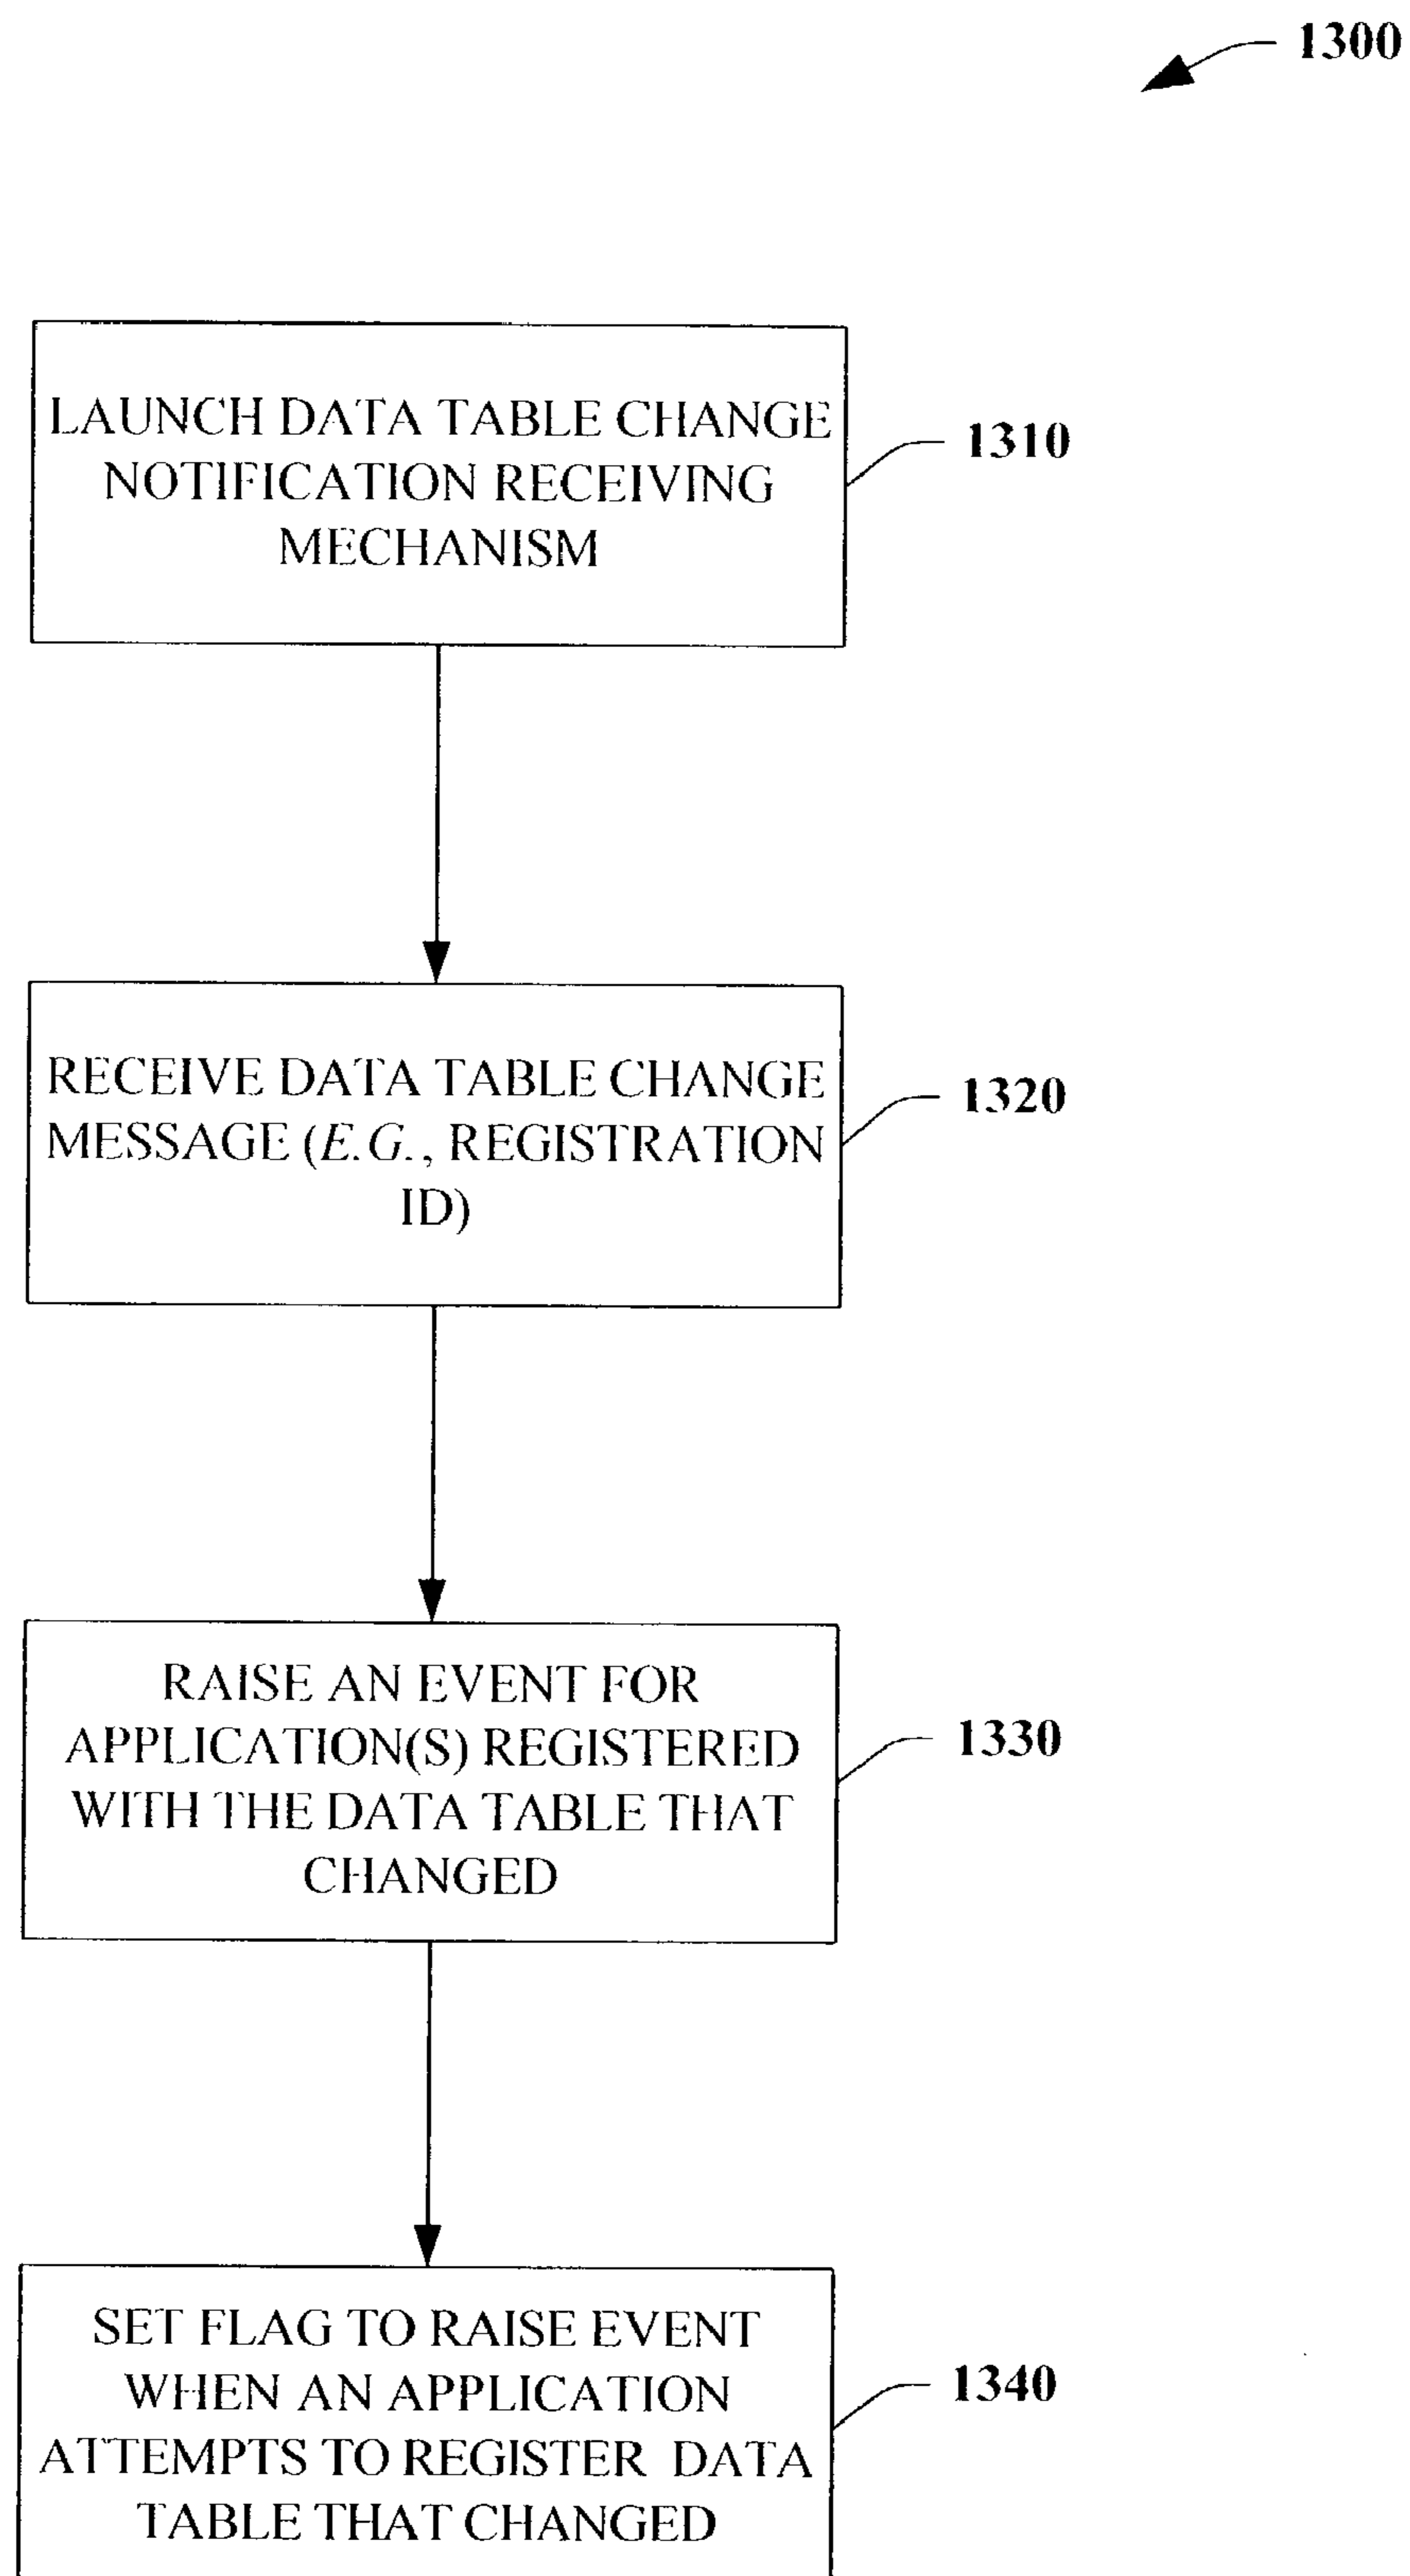 1300
LAUNCH DATA TABLE CHANGE
NOTIFICATION RECEIVING
MECHANISM
1310
RECEIVE DATA TABLE CHANGE
MESSAGE (E.G., REGISTRATION
ID)
1320
RAISE AN EVENT FOR
APPLICATION(S) REGISTERED
WITH THE DATA TABLE THAT
CHANGED
1330
SET FLAG TO RAISE EVENT
WHEN AN APPLICATION
ATTEMPTS TO REGISTER DATA
TABLE THAT CHANGED
1340